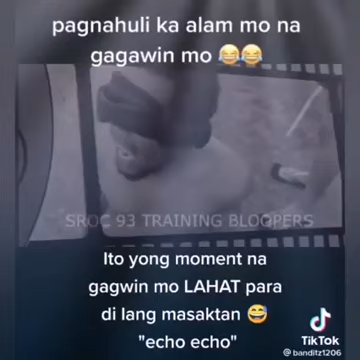 pagnahuli ka alam mo na
gagawin mo 😂😂
SROC 93 TRAINING BLOOPERS
Ito yong moment na
gagwin mo LAHAT para
di lang masaktan 😅
"echo echo"
TikTok
@banditz1206